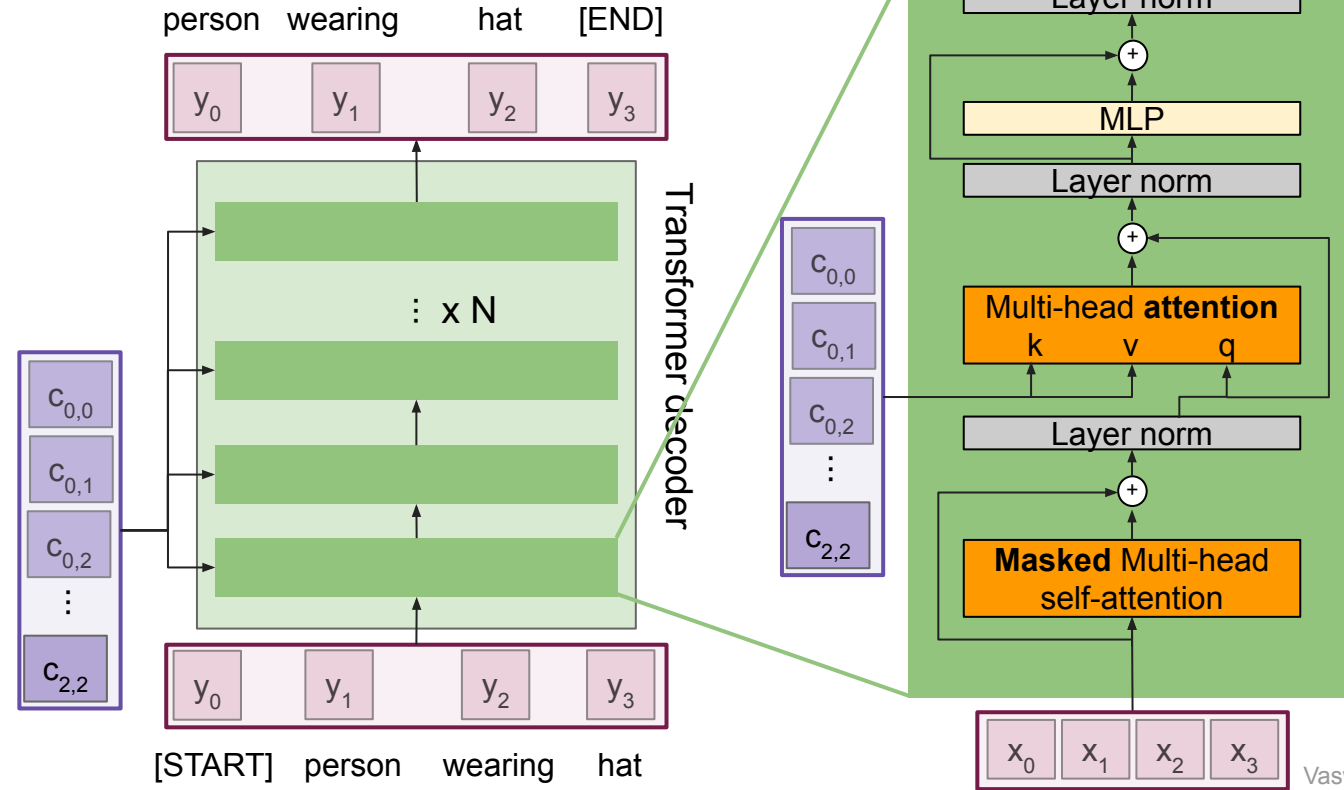 person wearing hat [END]
y0 y1 y2 y3
⋮ x N
Transformer decoder
c0,0
c0,1
c0,2
⋮
c2,2
y0 y1 y2 y3
[START] person wearing hat
Layer norm
+
MLP
Layer norm
+
Multi-head attention
k v q
Layer norm
+
Masked Multi-head
self-attention
c0,0
c0,1
c0,2
⋮
c2,2
x0 x1 x2 x3